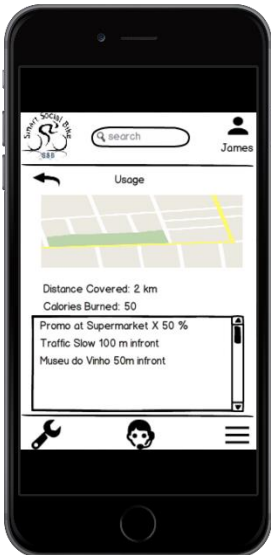 Smart Social Bike
SBB
search
James
Usage
Distance Covered: 2 km
Calories Burned: 50
Promo at Supermarket X 50 %
Traffic Slow 100 m infront
Museu do Vinho 50m infront